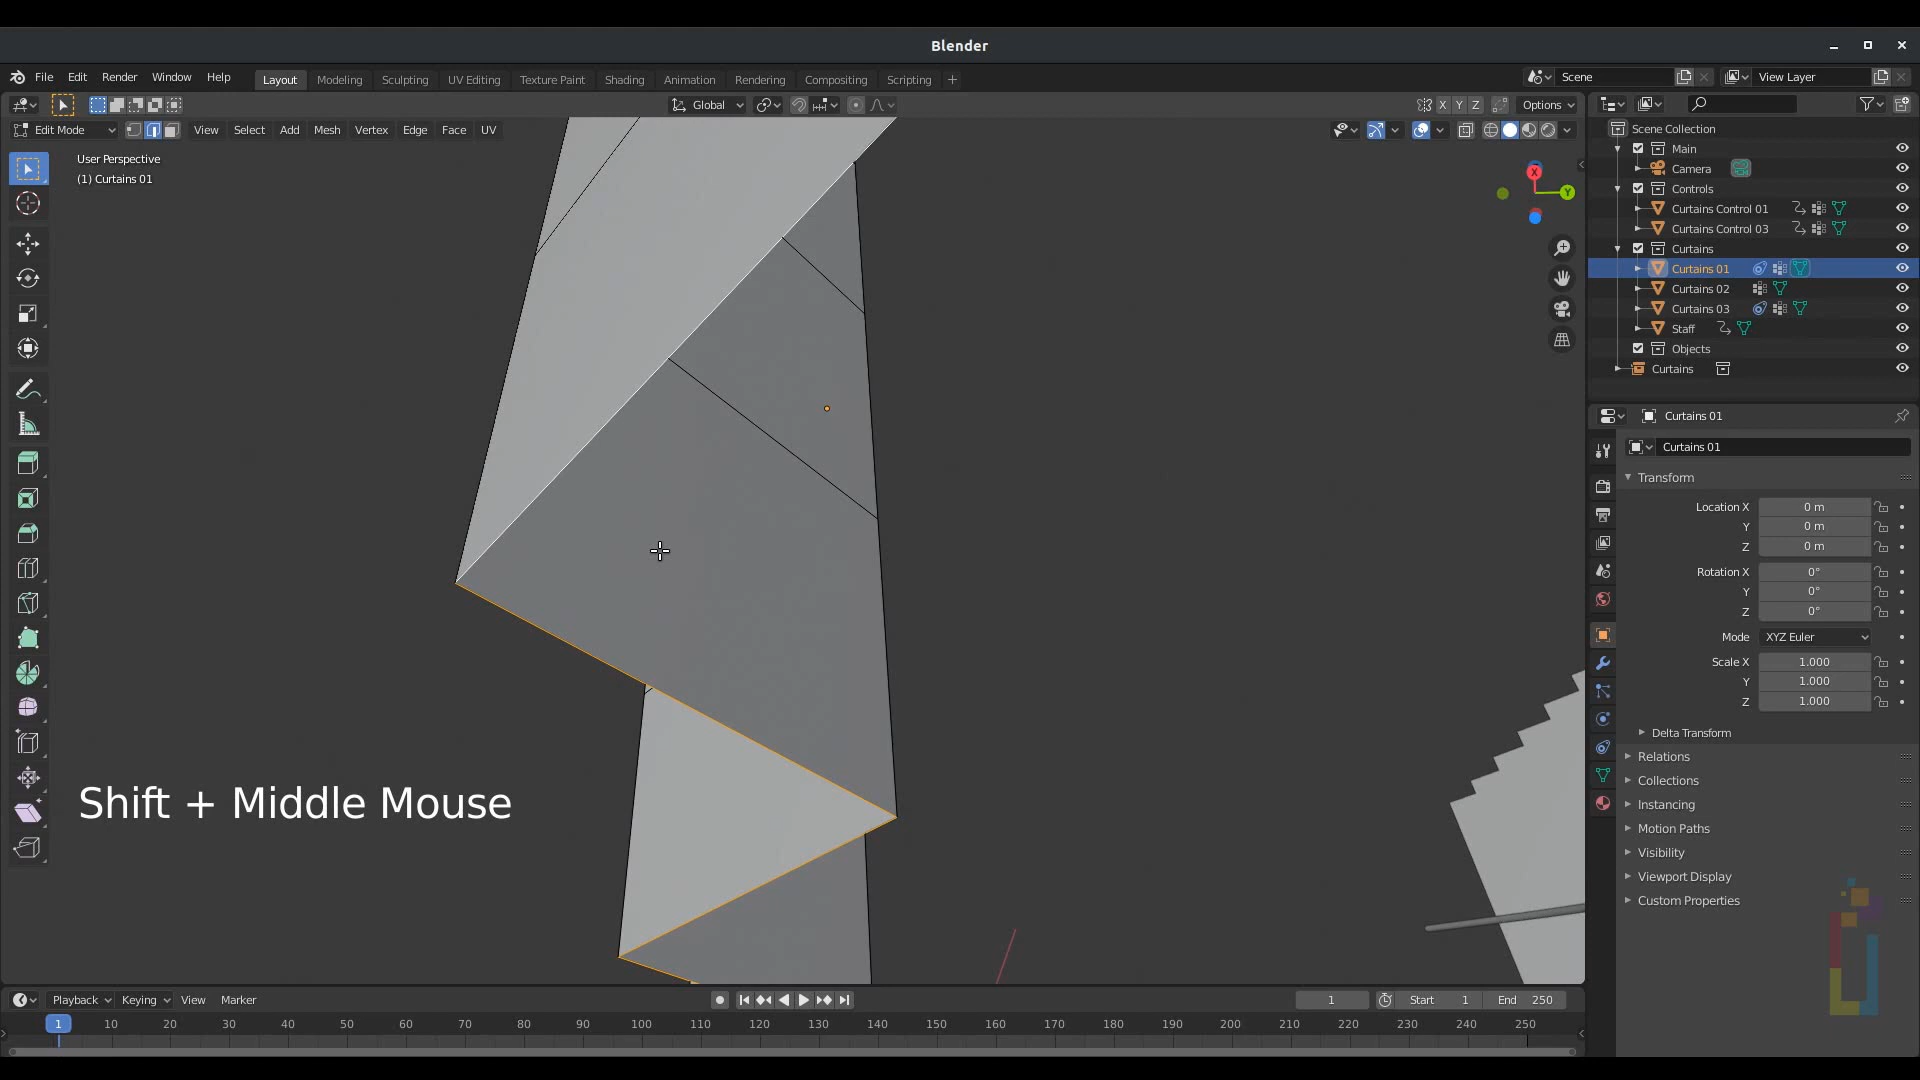 Blender
File Edit Render Window Help
Layout Modeling Sculpting UV Editing Texture Paint Shading Animation Rendering Compositing Scripting +
Scene View Layer
Global X Y Z Options
Edit Mode View Select Add Mesh Vertex Edge Face UV
User Perspective
(1) Curtains 01
X
Y
Shift + Middle Mouse
Scene Collection
Main
Camera
Controls
Curtains Control 01
Curtains Control 03
Curtains
Curtains 01
Curtains 02
Curtains 03
Staff
Objects
Curtains
Curtains 01
Curtains 01
Transform
Location X 0 m
Y 0 m
Z 0 m
Rotation X 0°
Y 0°
Z 0°
Mode XYZ Euler
Scale X 1.000
Y 1.000
Z 1.000
Delta Transform
Relations
Collections
Instancing
Motion Paths
Visibility
Viewport Display
Custom Properties
Playback Keying View Marker
1 Start 1 End 250
1 10 20 30 40 50 60 70 80 90 100 110 120 130 140 150 160 170 180 190 200 210 220 230 240 250